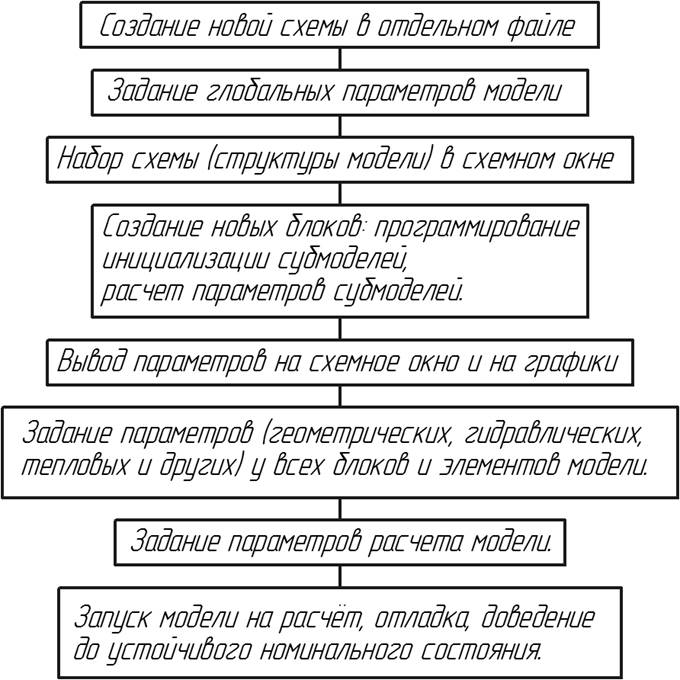 Создание новой схемы в отдельном файле
Задание глобальных параметров модели
Набор схемы (структуры модели) в схемном окне
Создание новых блоков: программирование
инициализации субмоделей,
расчет параметров субмоделей.
Вывод параметров на схемное окно и на графики
Задание параметров (геометрических, гидравлических,
тепловых и других) у всех блоков и элементов модели.
Задание параметров расчета модели.
Запуск модели на расчёт, отладка, доведение
до устойчивого номинального состояния.